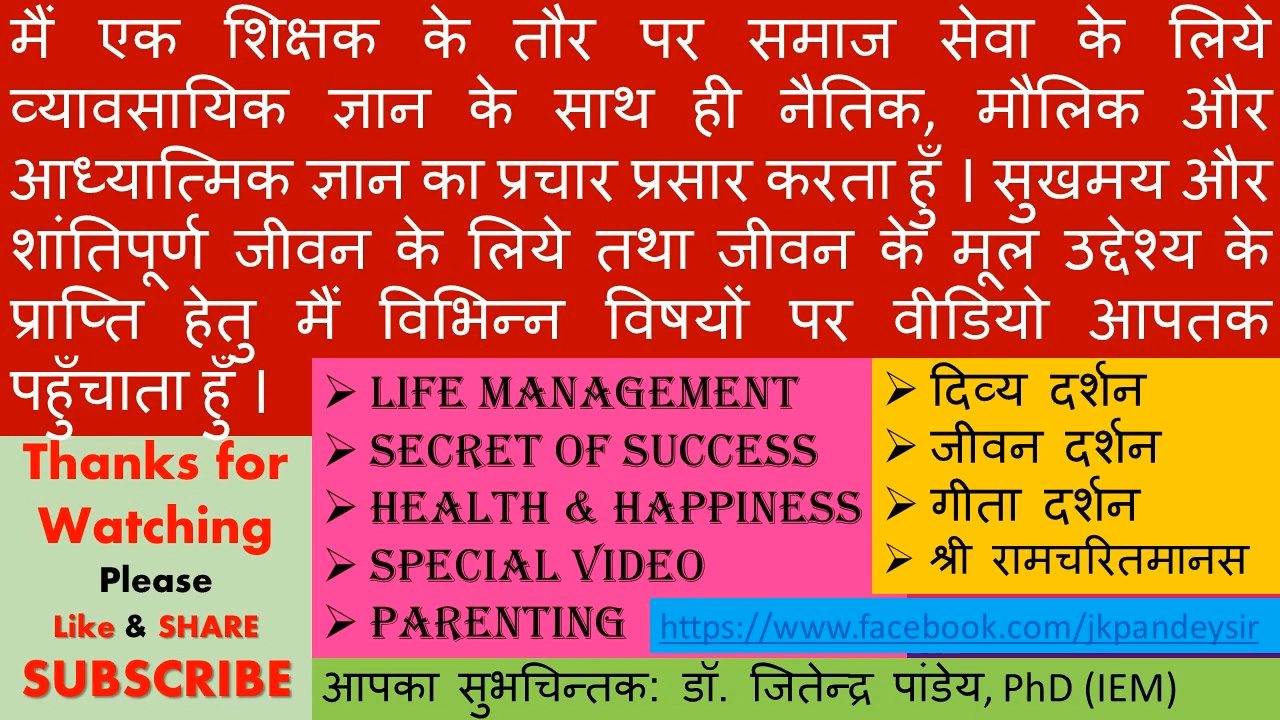 मैं एक शिक्षक के तौर पर समाज सेवा के लिये
व्यावसायिक ज्ञान के साथ ही नैतिक, मौलिक और
आध्यात्मिक ज्ञान का प्रचार प्रसार करता हुँ । सुखमय और
शांतिपूर्ण जीवन के लिये तथा जीवन के मूल उद्देश्य के
प्राप्ति हेतु मैं विभिन्न विषयों पर वीडियो आपतक
पहुँचाता हुँ ।
Thanks for
Watching
Please
Like & SHARE
SUBSCRIBE
➢ LIFE MANAGEMENT
➢ SECRET OF SUCCESS
➢ HEALTH & HAPPINESS
➢ SPECIAL VIDEO
➢ PARENTING
➢ दिव्य दर्शन
➢ जीवन दर्शन
➢ गीता दर्शन
➢ श्री रामचरितमानस
https://www.facebook.com/jkpandeysir
आपका सुभचिन्तक: डॉ. जितेन्द्र पांडेय, PhD (IEM)